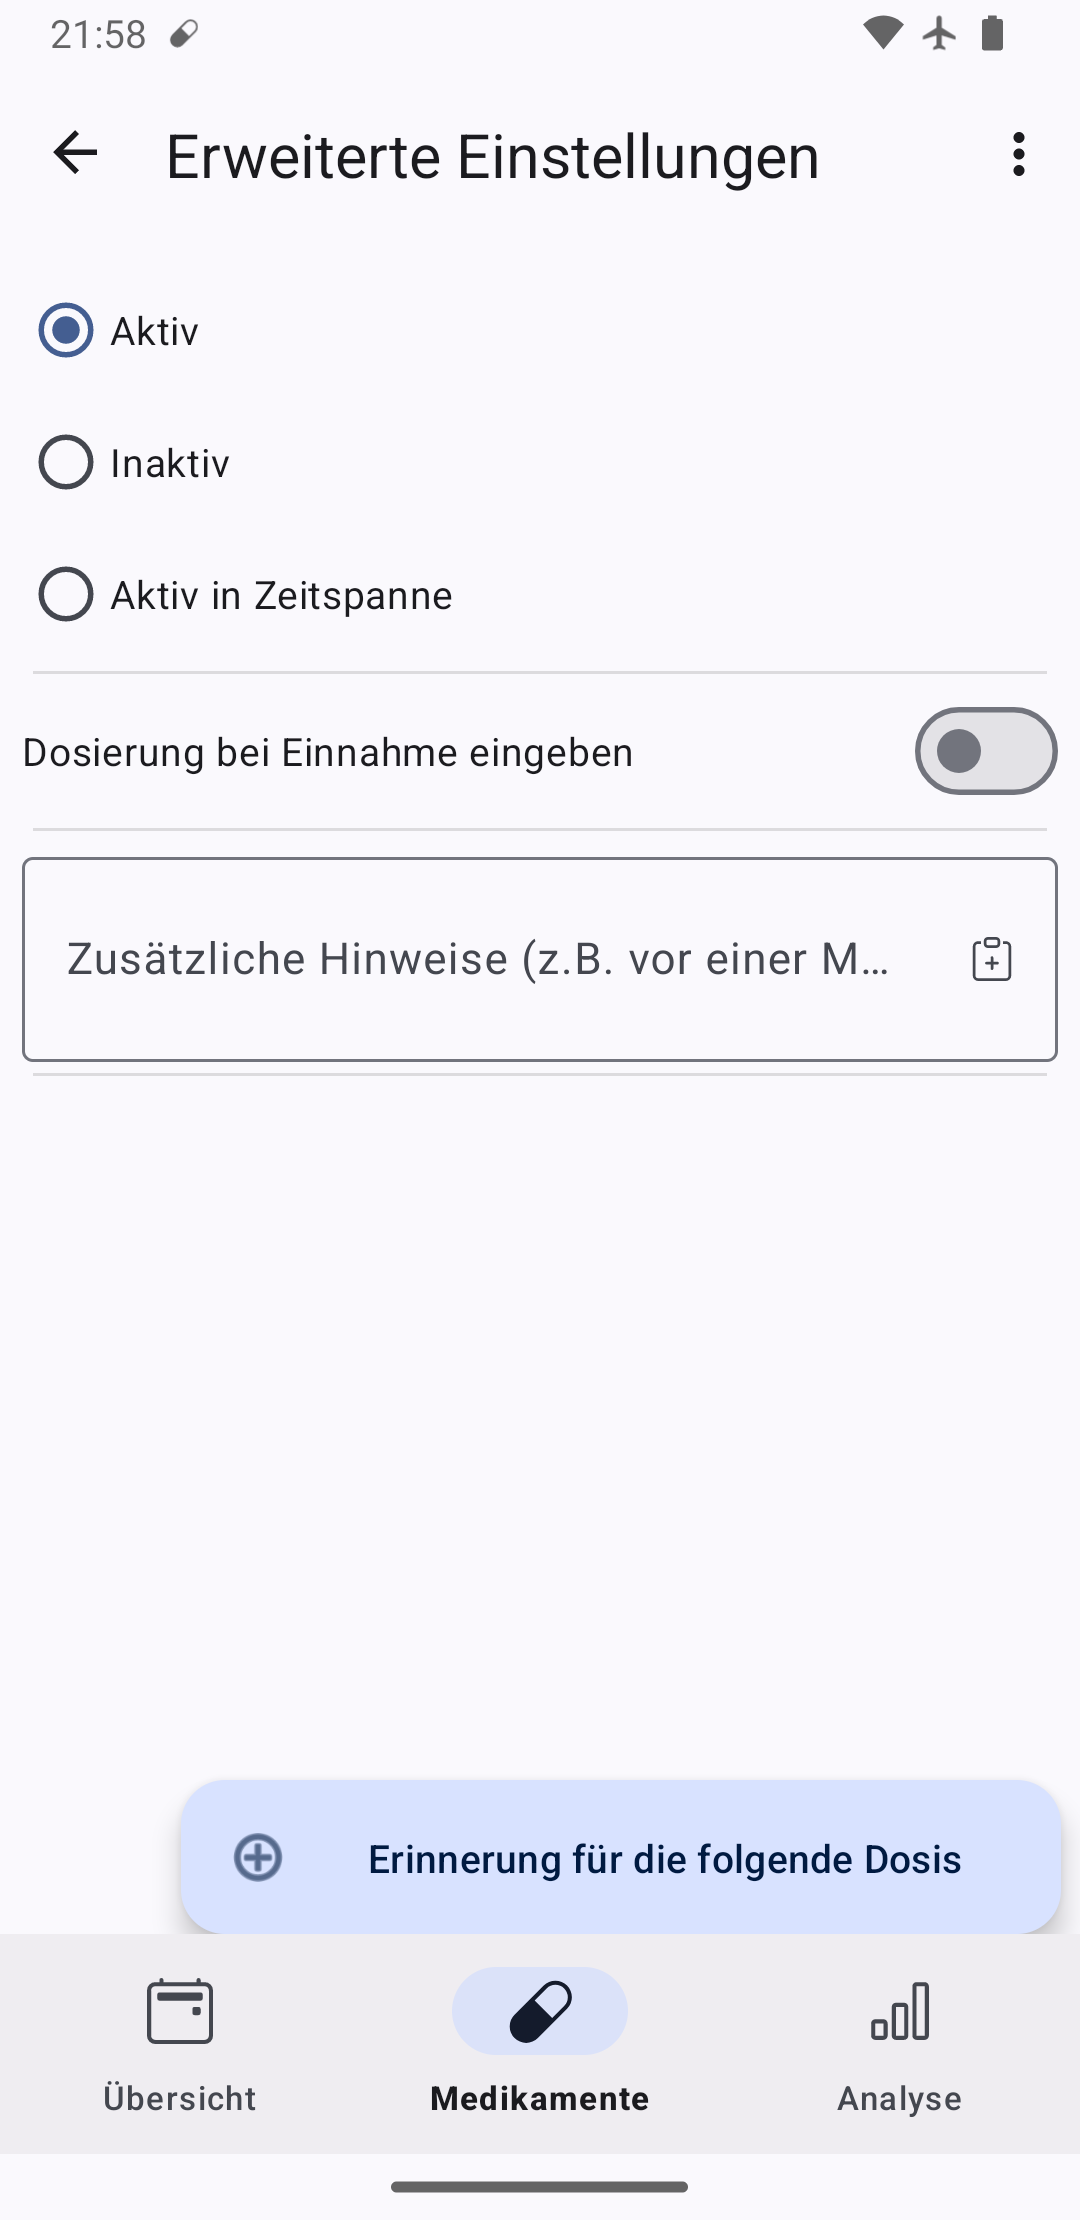 21:58
Erweiterte Einstellungen
Aktiv
Inaktiv
Aktiv in Zeitspanne
Dosierung bei Einnahme eingeben
Zusätzliche Hinweise (z.B. vor einer M…
Erinnerung für die folgende Dosis
Übersicht
Medikamente
Analyse